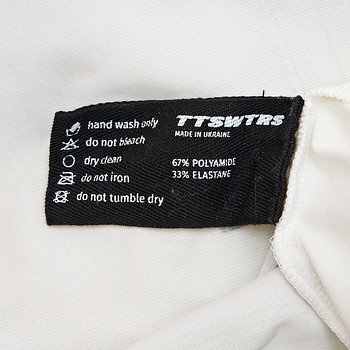 hand wash only
do not bleach
dry clean
do not iron
do not tumble dry
TTSWTRS
MADE IN UKRAINE
67% POLYAMIDE
33% ELASTANE